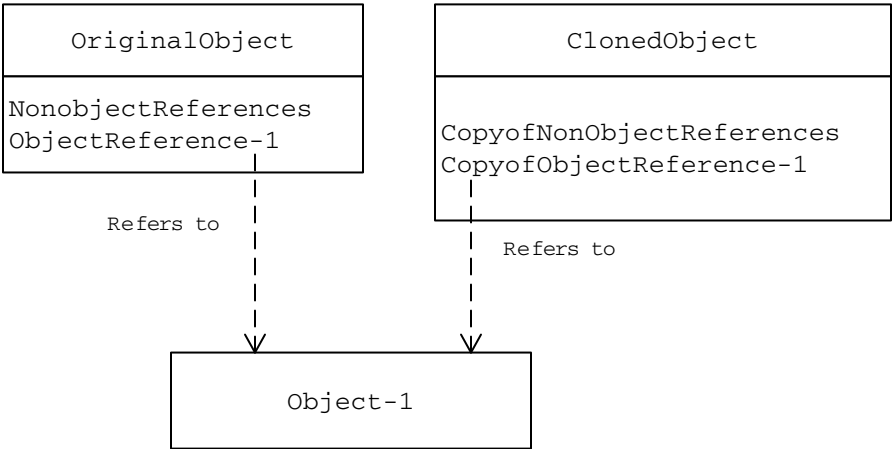 OriginalObject
NonobjectReferences
ObjectReference-1
ClonedObject
CopyofNonObjectReferences
CopyofObjectReference-1
Refers to
Refers to
Object-1